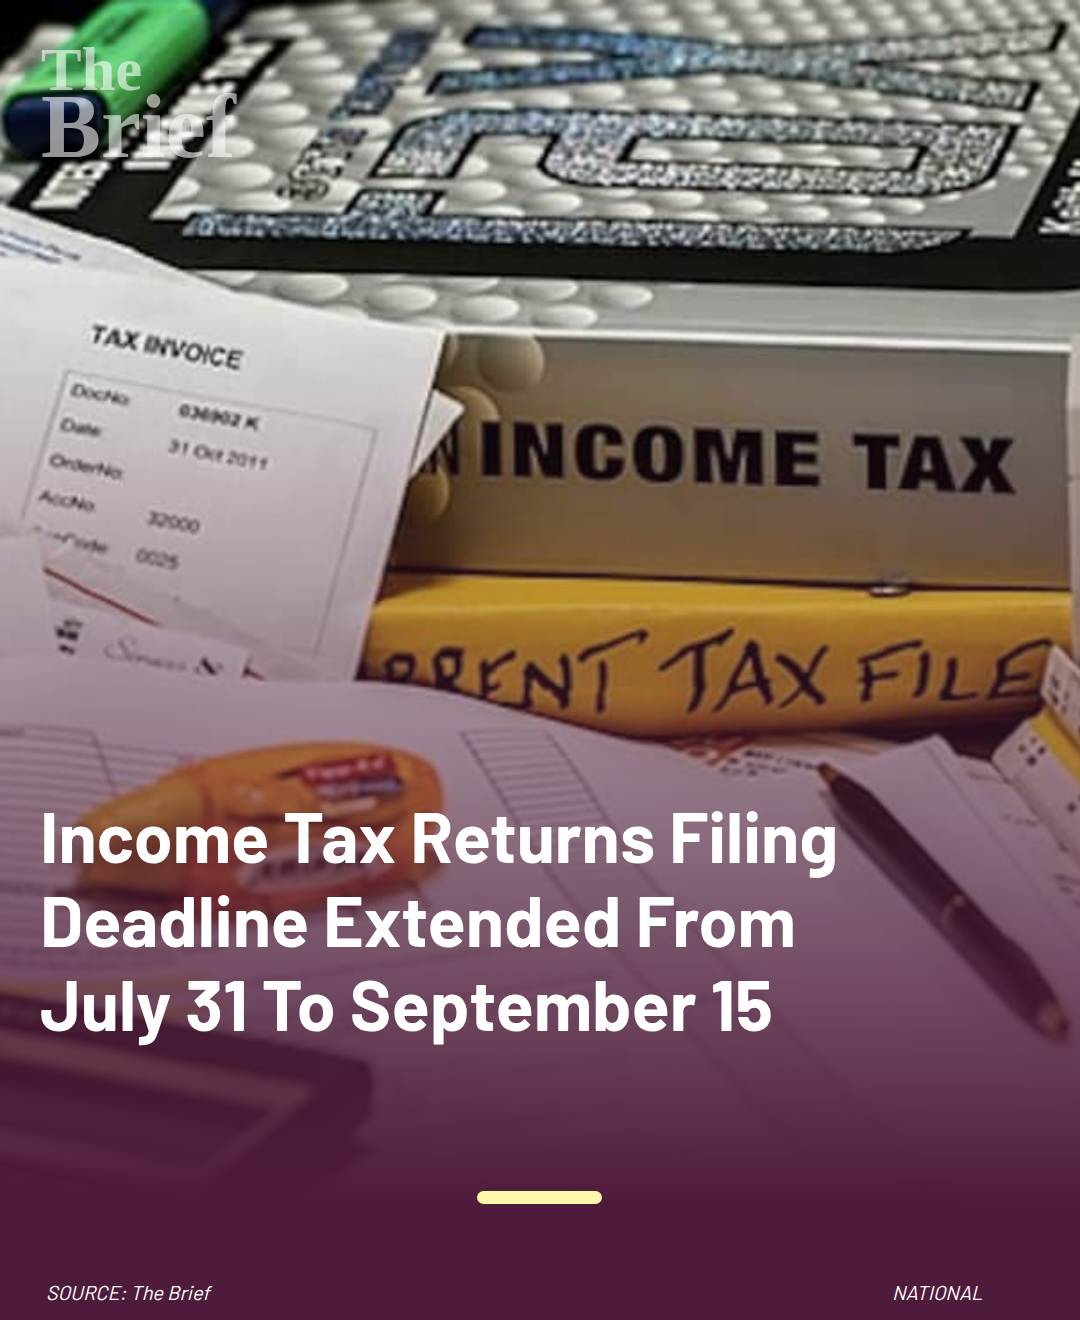 The
Brief
TAX INVOICE
DocNo:
036902 K
Date:
31 Oct 2011
OrderNo:
AccNo:
32000
0025
INCOME TAX
RRENT TAX FILE
Income Tax Returns Filing
Deadline Extended From
July 31 To September 15
SOURCE: The Brief
NATIONAL